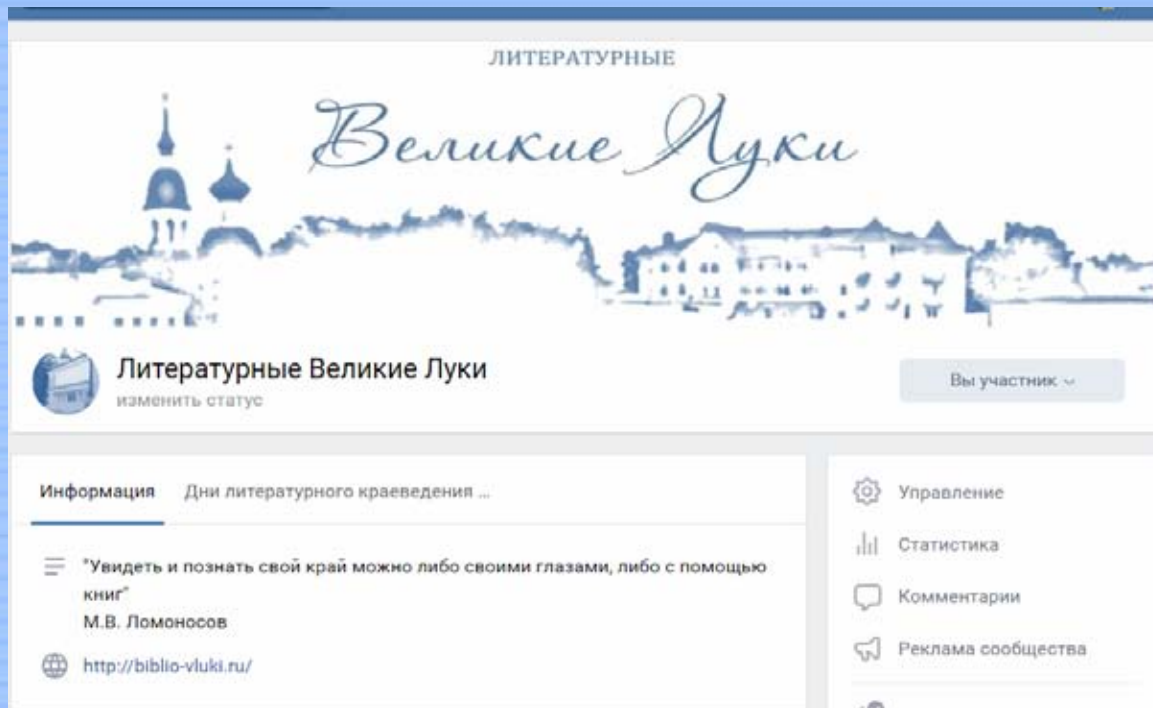 ЛИТЕРАТУРНЫЕ
Великие Луки
Литературные Великие Луки
изменить статус
Вы участник
Информация
Дни литературного краеведения ...
"Увидеть и познать свой край можно либо своими глазами, либо с помощью
книг"
М.В. Ломоносов
http://biblio-vluki.ru/
Управление
Статистика
Комментарии
Реклама сообщества